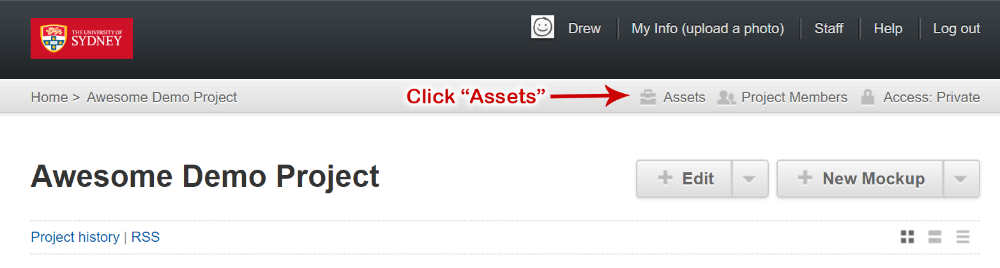 THE UNIVERSITY OF
SYDNEY
Drew
My Info (upload a photo)
Staff
Help
Log out
Home > Awesome Demo Project
Click “Assets”
Assets
Project Members
Access: Private
Awesome Demo Project
Edit
New Mockup
Project history | RSS